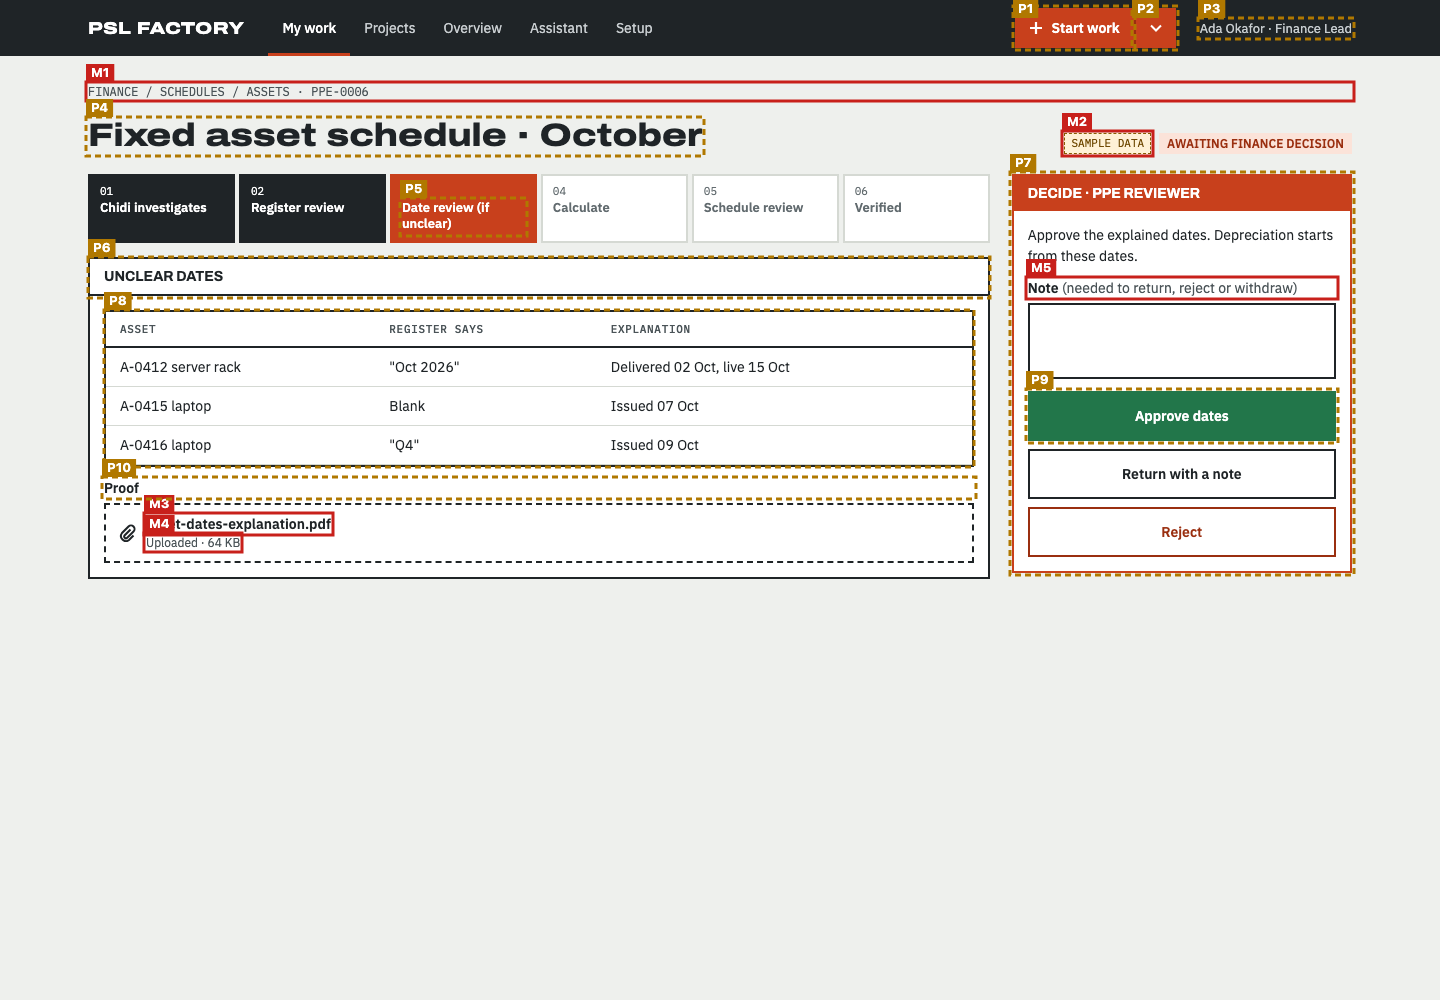 PSL FACTORY
My work
Projects
Overview
Assistant
Setup
P1
Start work
P2
P3
Ada Okafor · Finance Lead
M1
FINANCE / SCHEDULES / ASSETS · PPE-0006
P4
Fixed asset schedule · October
M2
SAMPLE DATA
AWAITING FINANCE DECISION
01
Chidi investigates
02
Register review
P5
Date review (if
unclear)
04
Calculate
05
Schedule review
06
Verified
P6
UNCLEAR DATES
P8
ASSET REGISTER SAYS EXPLANATION
A-0412 server rack "Oct 2026" Delivered 02 Oct, live 15 Oct
A-0415 laptop Blank Issued 07 Oct
A-0416 laptop "Q4" Issued 09 Oct
P10
Proof
M3
M4
t-dates-explanation.pdf
Uploaded · 64 KB
P7
DECIDE · PPE REVIEWER
Approve the explained dates. Depreciation starts
from these dates.
M5
Note (needed to return, reject or withdraw)
P9
Approve dates
Return with a note
Reject